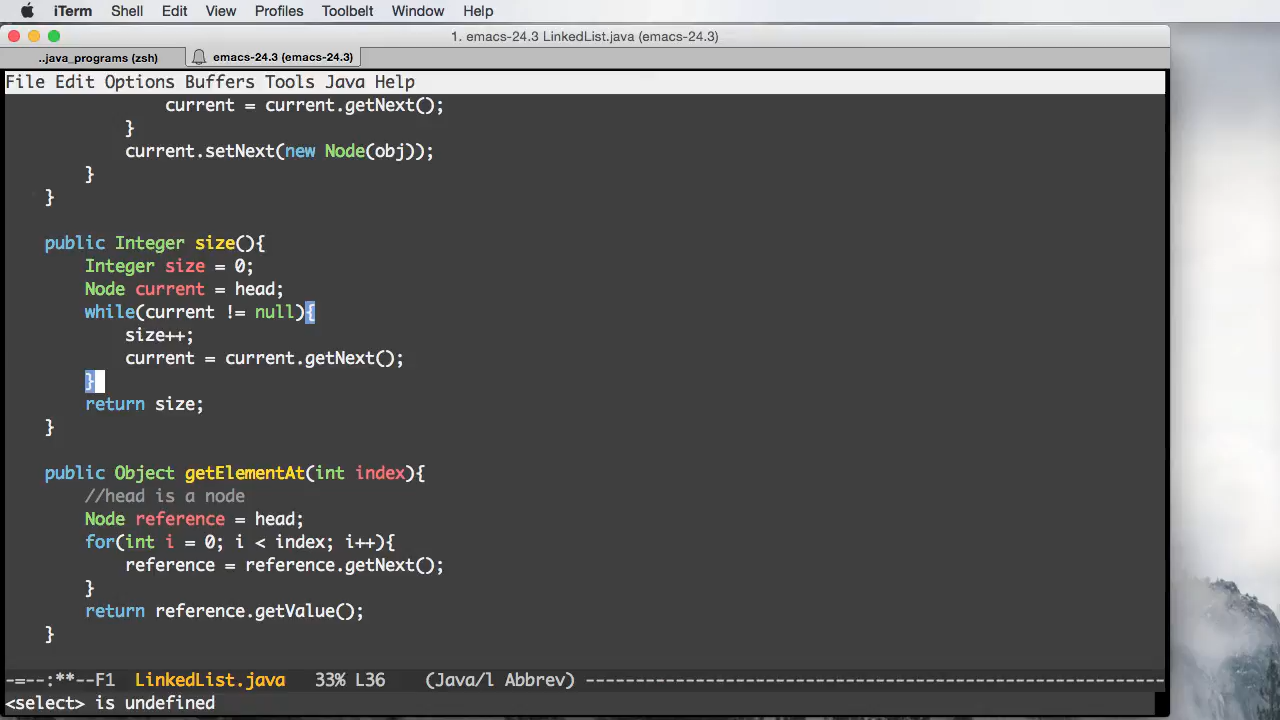 iTerm Shell Edit View Profiles Toolbelt Window Help
1. emacs-24.3 LinkedList.java (emacs-24.3)
..java_programs (zsh) emacs-24.3 (emacs-24.3)
File Edit Options Buffers Tools Java Help
current = current.getNext();
}
current.setNext(new Node(obj));
}
}
public Integer size(){
Integer size = 0;
Node current = head;
while(current != null){
size++;
current = current.getNext();
}
return size;
}
public Object getElementAt(int index){
//head is a node
Node reference = head;
for(int i = 0; i < index; i++){
reference = reference.getNext();
}
return reference.getValue();
}
-=--:**--F1 LinkedList.java 33% L36 (Java/l Abbrev) ----------------------------------------------------------
<select> is undefined